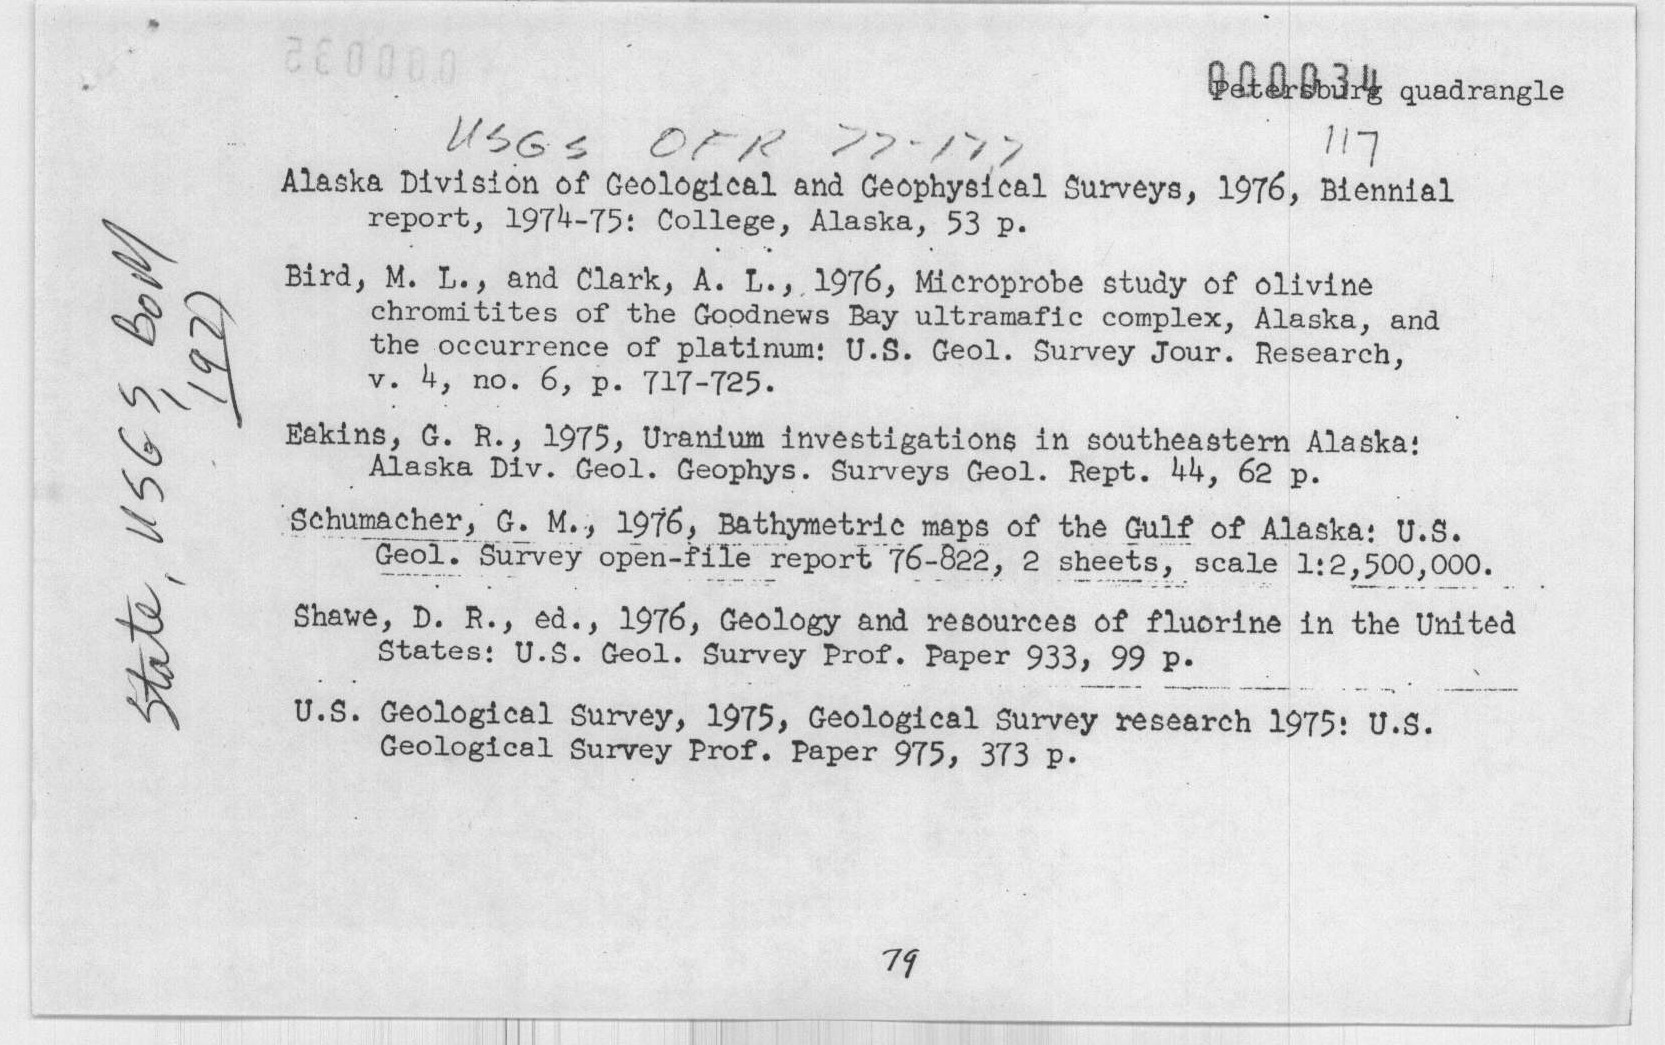 000034
Petersburg quadrangle
117
USGS OFR 77-177
Alaska Division of Geological and Geophysical Surveys, 1976, Biennial
report, 1974-75: College, Alaska, 53 p.
Bird, M. L., and Clark, A. L., 1976, Microprobe study of olivine
chromitites of the Goodnews Bay ultramafic complex, Alaska, and
the occurrence of platinum: U.S. Geol. Survey Jour. Research,
v. 4, no. 6, p. 717-725.
Eakins, G. R., 1975, Uranium investigations in southeastern Alaska:
Alaska Div. Geol. Geophys. Surveys Geol. Rept. 44, 62 p.
Schumacher, G. M., 1976, Bathymetric maps of the Gulf of Alaska: U.S.
Geol. Survey open-file report 76-822, 2 sheets, scale 1:2,500,000.
Shawe, D. R., ed., 1976, Geology and resources of fluorine in the United
States: U.S. Geol. Survey Prof. Paper 933, 99 p.
U.S. Geological Survey, 1975, Geological Survey research 1975: U.S.
Geological Survey Prof. Paper 975, 373 p.
State, USGS, BoM
1977
79
000035